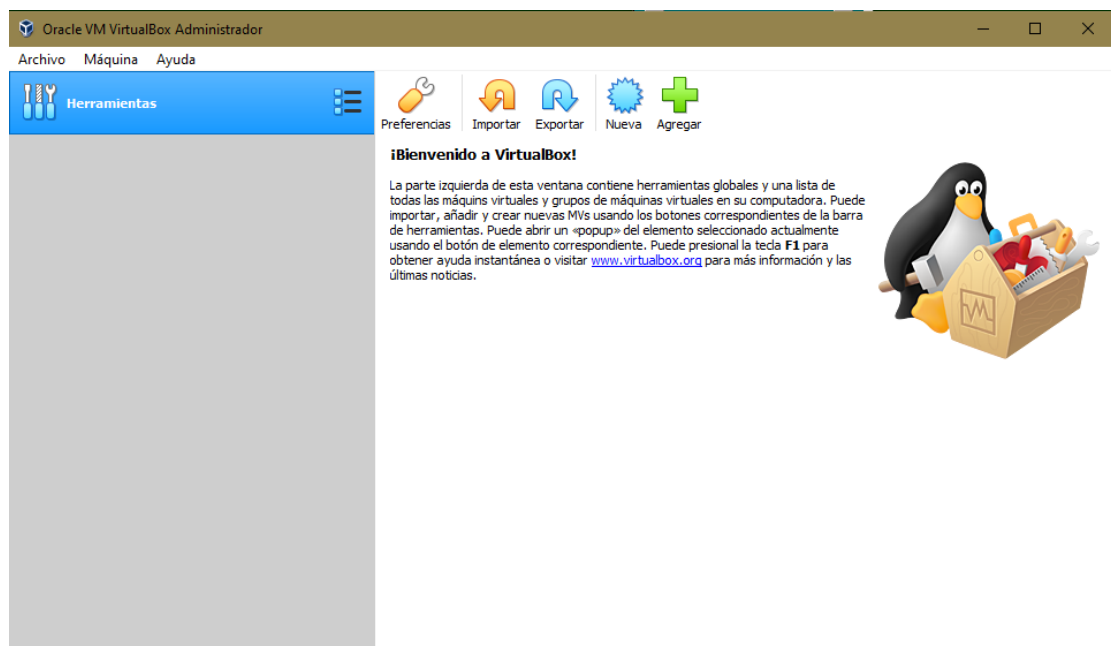 Oracle VM VirtualBox Administrador
Archivo Máquina Ayuda
Herramientas
Preferencias Importar Exportar Nueva Agregar
¡Bienvenido a VirtualBox!
La parte izquierda de esta ventana contiene herramientas globales y una lista de
todas las máquins virtuales y grupos de máquinas virtuales en su computadora. Puede
importar, añadir y crear nuevas MVs usando los botones correspondientes de la barra
de herramientas. Puede abrir un «popup» del elemento seleccionado actualmente
usando el botón de elemento correspondiente. Puede presional la tecla F1 para
obtener ayuda instantánea o visitar www.virtualbox.org para más información y las
últimas noticias.